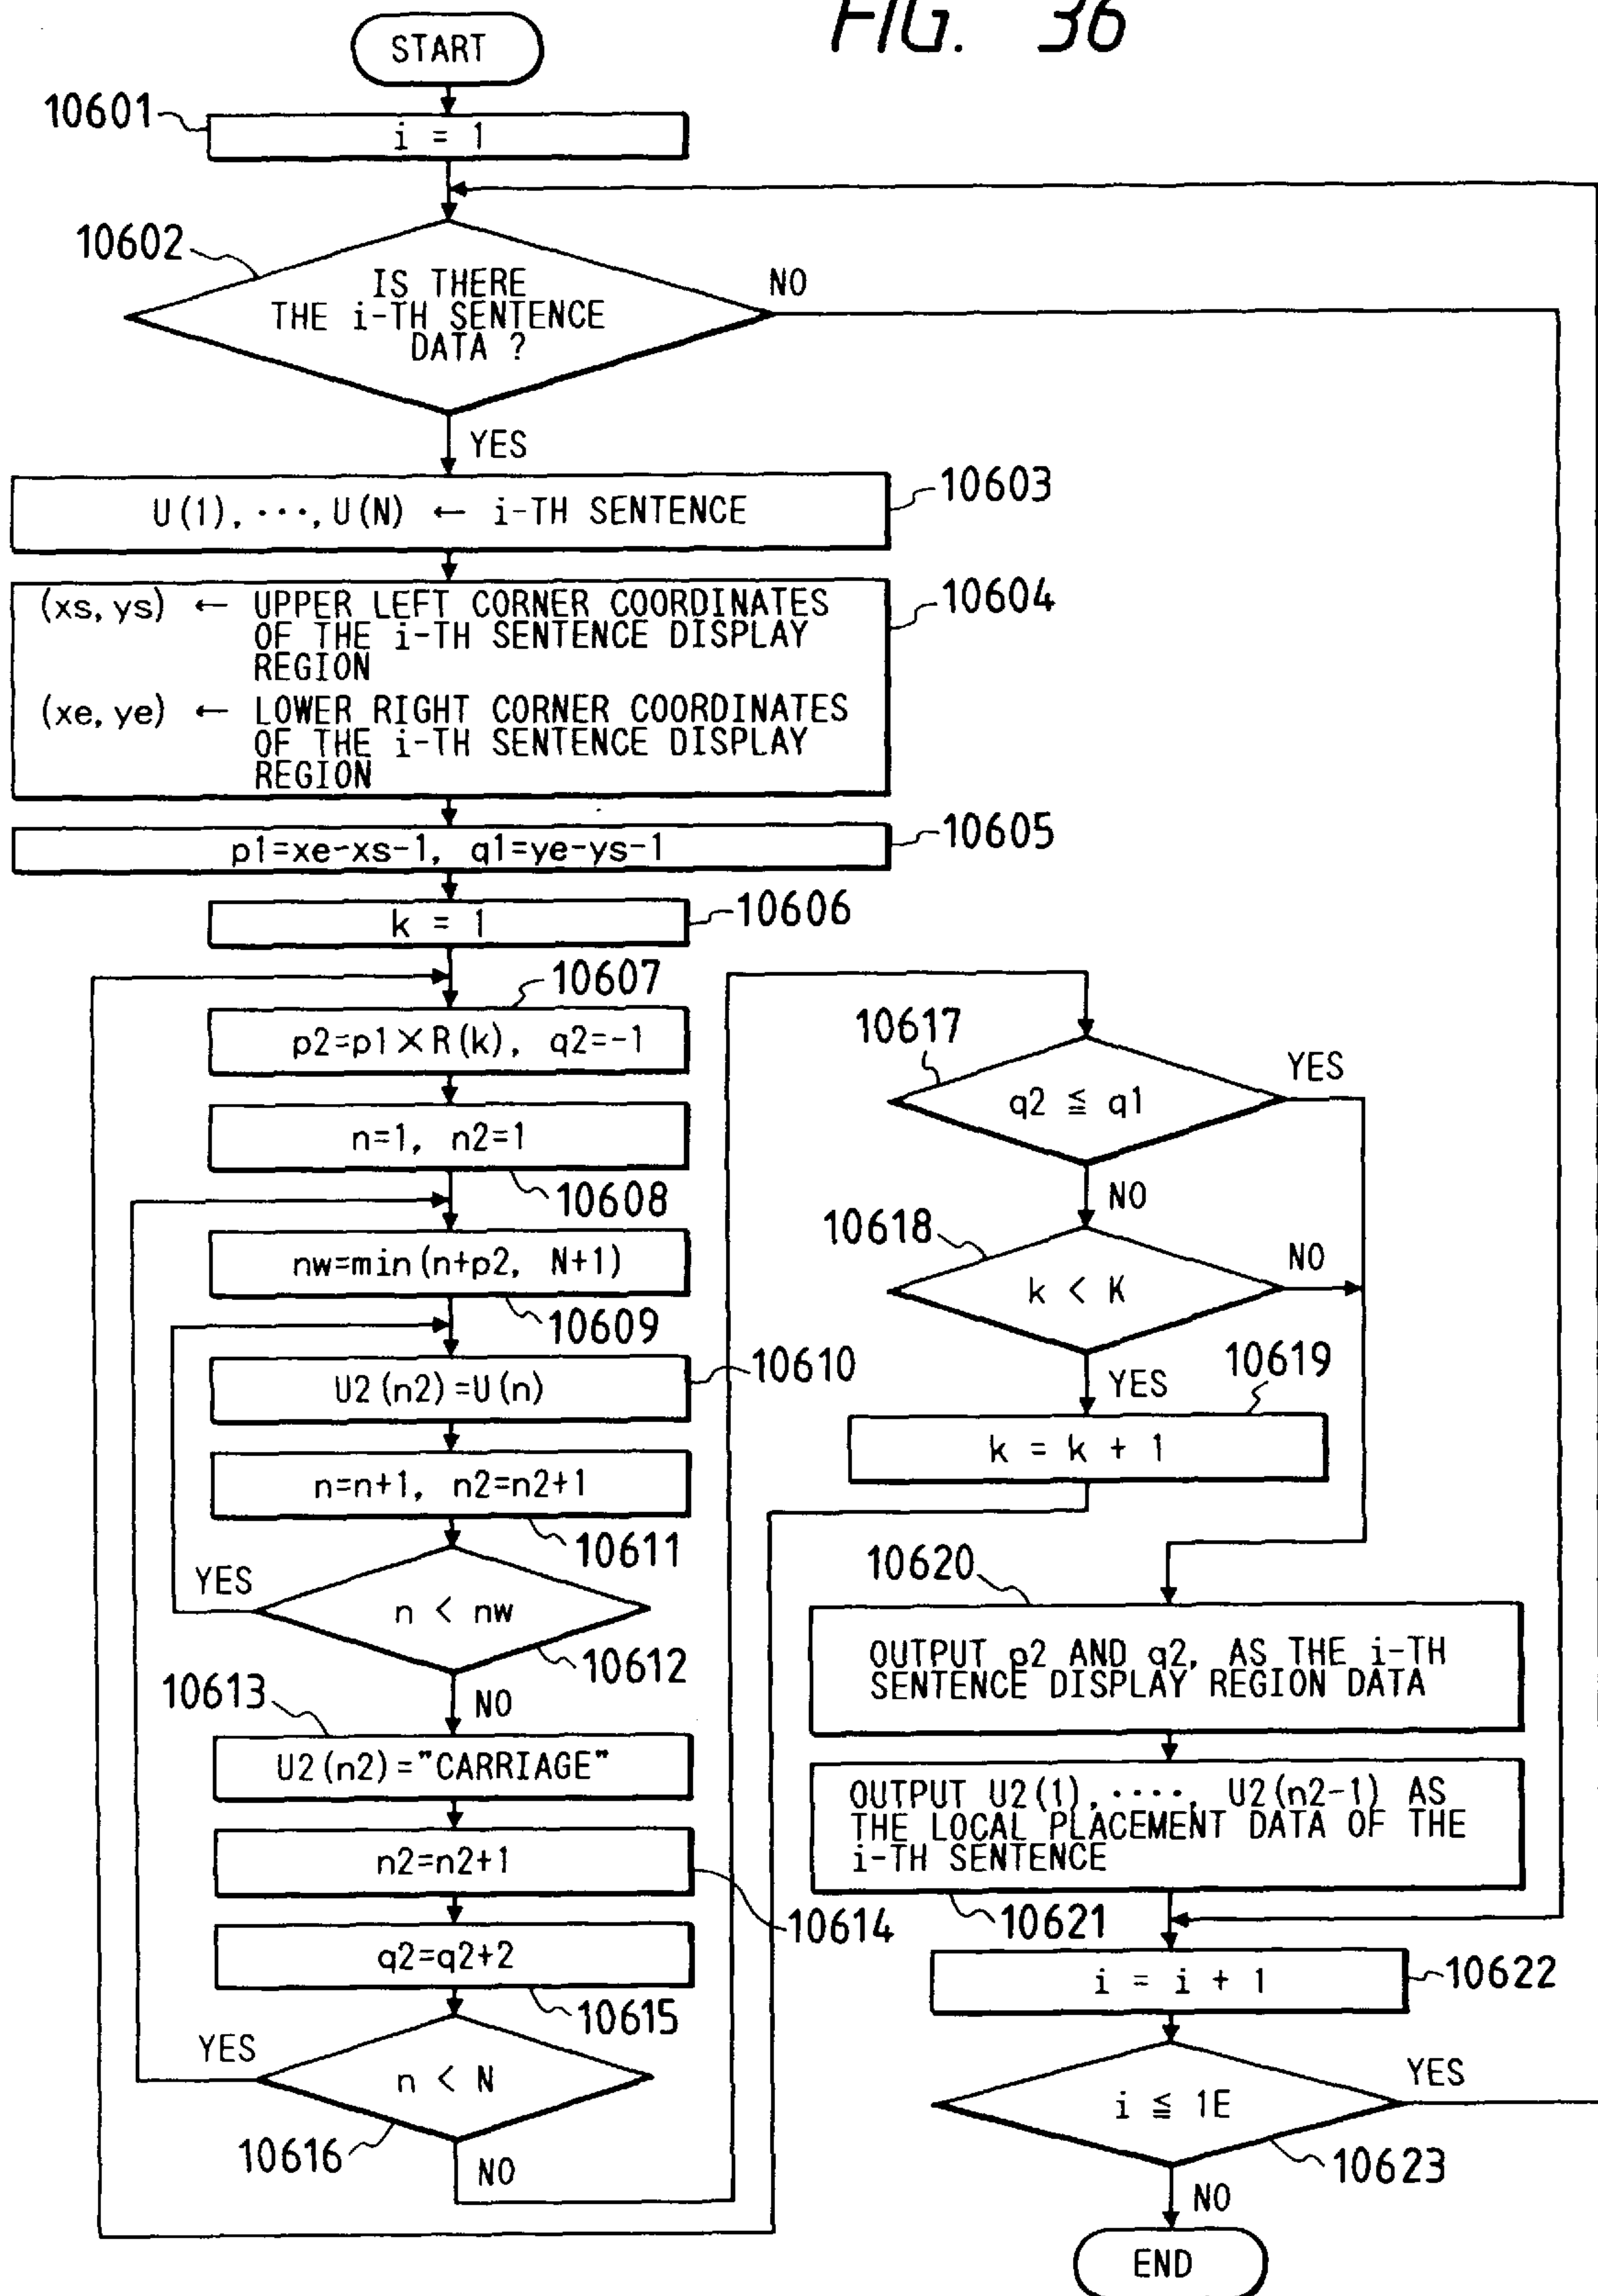 FIG. 36
START
10601
i = 1
10602
IS THERE
THE i-TH SENTENCE
DATA ?
NO
YES
10603
U(1), ···, U(N) ← i-TH SENTENCE
10604
(xs, ys) ← UPPER LEFT CORNER COORDINATES
OF THE i-TH SENTENCE DISPLAY
REGION
(xe, ye) ← LOWER RIGHT CORNER COORDINATES
OF THE i-TH SENTENCE DISPLAY
REGION
10605
p1=xe-xs-1, q1=ye-ys-1
10606
k = 1
10607
p2=p1×R(k), q2=-1
n=1, n2=1
10608
nw=min(n+p2, N+1)
10609
10610
U2(n2)=U(n)
n=n+1, n2=n2+1
10611
YES
n < nw
10612
10613
NO
U2(n2)="CARRIAGE"
n2=n2+1
10614
q2=q2+2
10615
YES
n < N
10616
NO
10617
YES
q2 ≦ q1
NO
10618
NO
k < K
10619
YES
k = k + 1
10620
OUTPUT p2 AND q2, AS THE i-TH
SENTENCE DISPLAY REGION DATA
OUTPUT U2(1), ····, U2(n2-1) AS
THE LOCAL PLACEMENT DATA OF THE
i-TH SENTENCE
10621
i = i + 1
10622
YES
i ≦ 1E
10623
NO
END